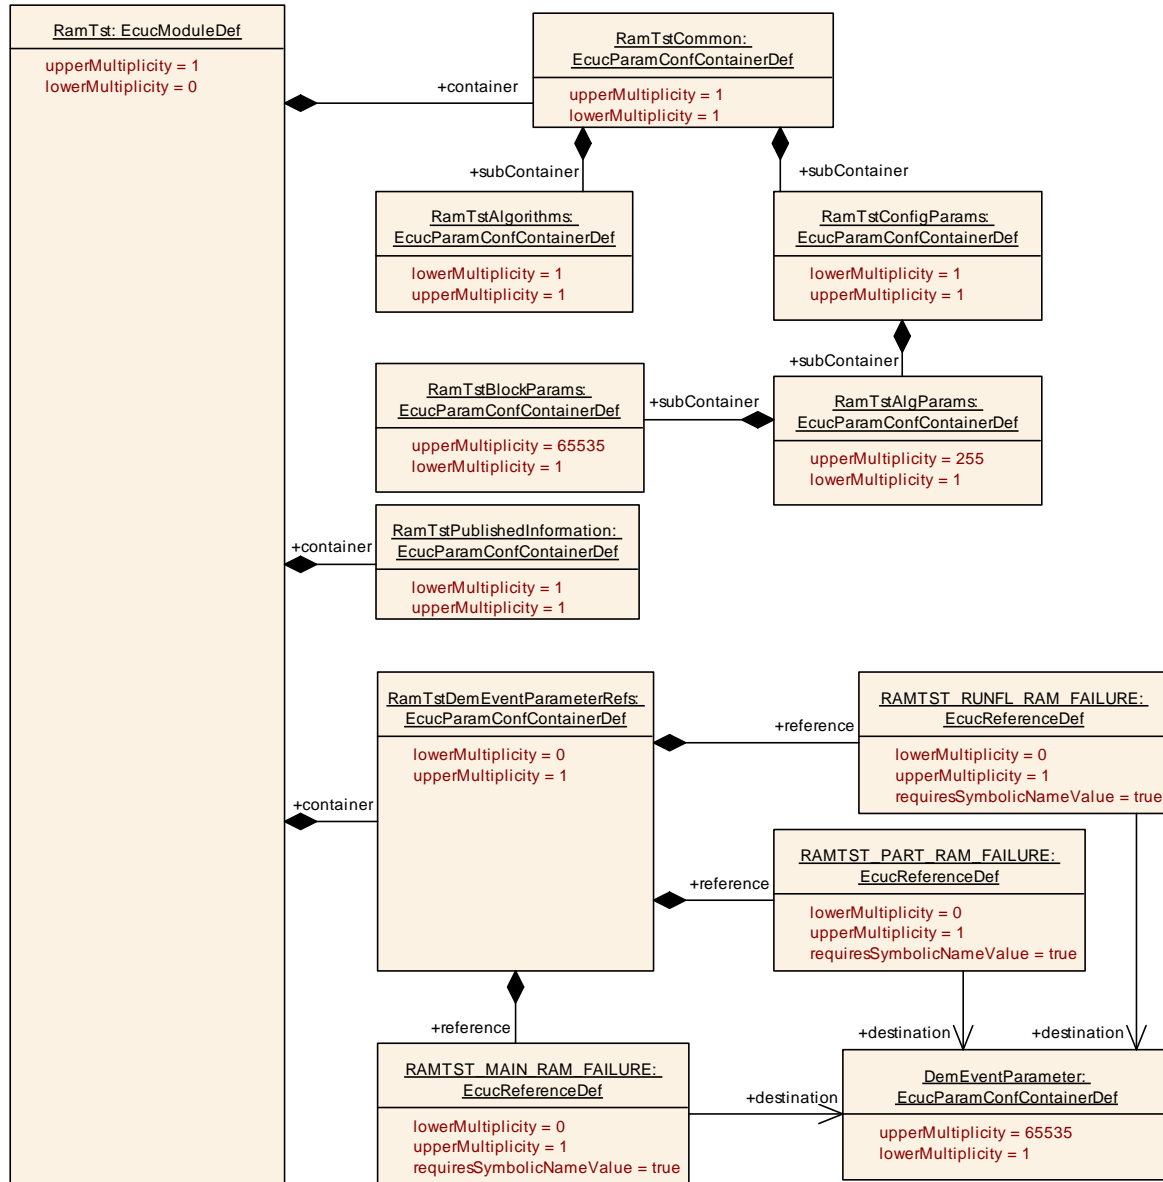 RamTst: EcucModuleDef
upperMultiplicity = 1
lowerMultiplicity = 0
+container
RamTstCommon:
EcucParamConfContainerDef
upperMultiplicity = 1
lowerMultiplicity = 1
+subContainer
+subContainer
RamTstAlgorithms:
EcucParamConfContainerDef
lowerMultiplicity = 1
upperMultiplicity = 1
RamTstConfigParams:
EcucParamConfContainerDef
lowerMultiplicity = 1
upperMultiplicity = 1
+subContainer
RamTstBlockParams:
EcucParamConfContainerDef
upperMultiplicity = 65535
lowerMultiplicity = 1
+subContainer
RamTstAlgParams:
EcucParamConfContainerDef
upperMultiplicity = 255
lowerMultiplicity = 1
+container
RamTstPublishedInformation:
EcucParamConfContainerDef
lowerMultiplicity = 1
upperMultiplicity = 1
+container
RamTstDemEventParameterRefs:
EcucParamConfContainerDef
lowerMultiplicity = 0
upperMultiplicity = 1
+reference
RAMTST_RUNFL_RAM_FAILURE:
EcucReferenceDef
lowerMultiplicity = 0
upperMultiplicity = 1
requiresSymbolicNameValue = true
+reference
RAMTST_PART_RAM_FAILURE:
EcucReferenceDef
lowerMultiplicity = 0
upperMultiplicity = 1
requiresSymbolicNameValue = true
+reference
+destination
+destination
RAMTST_MAIN_RAM_FAILURE:
EcucReferenceDef
lowerMultiplicity = 0
upperMultiplicity = 1
requiresSymbolicNameValue = true
+destination
DemEventParameter:
EcucParamConfContainerDef
upperMultiplicity = 65535
lowerMultiplicity = 1